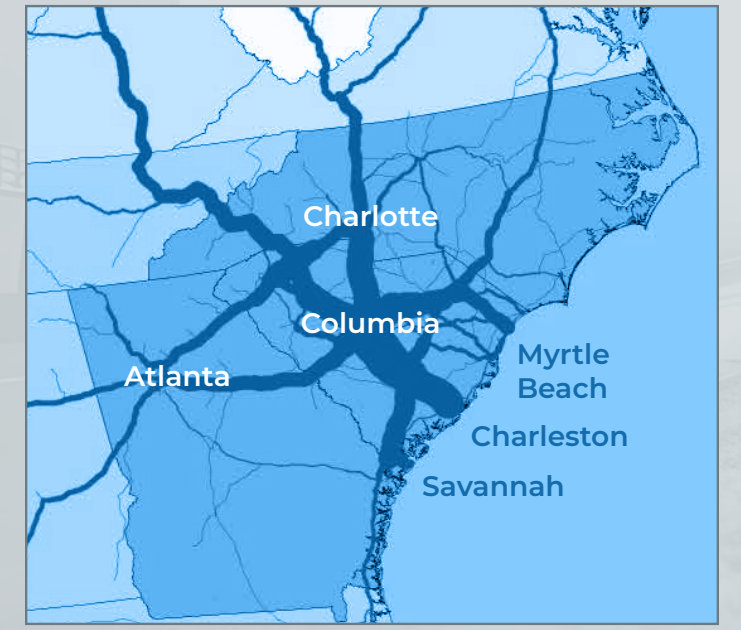 Charlotte
Columbia
Atlanta
Myrtle
Beach
Charleston
Savannah